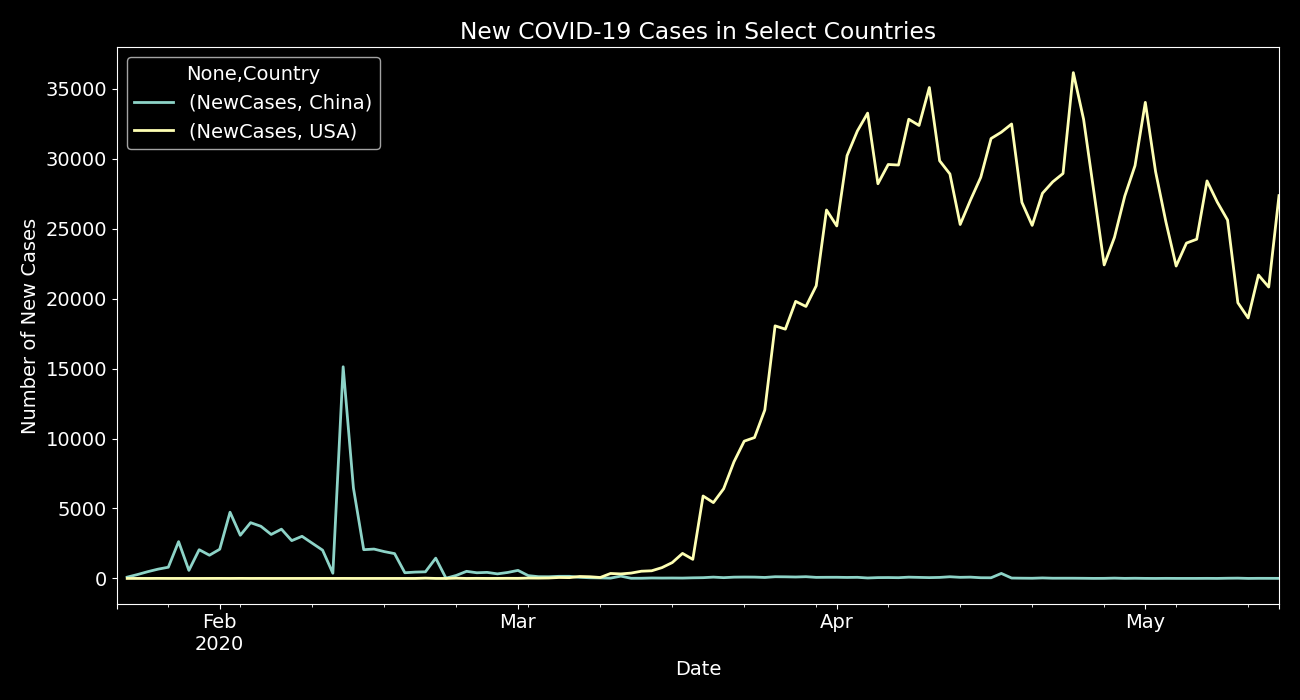 New COVID-19 Cases in Select Countries
None,Country
(NewCases, China)
(NewCases, USA)
Number of New Cases
35000
30000
25000
20000
15000
10000
5000
0
Feb
2020
Mar
Apr
May
Date